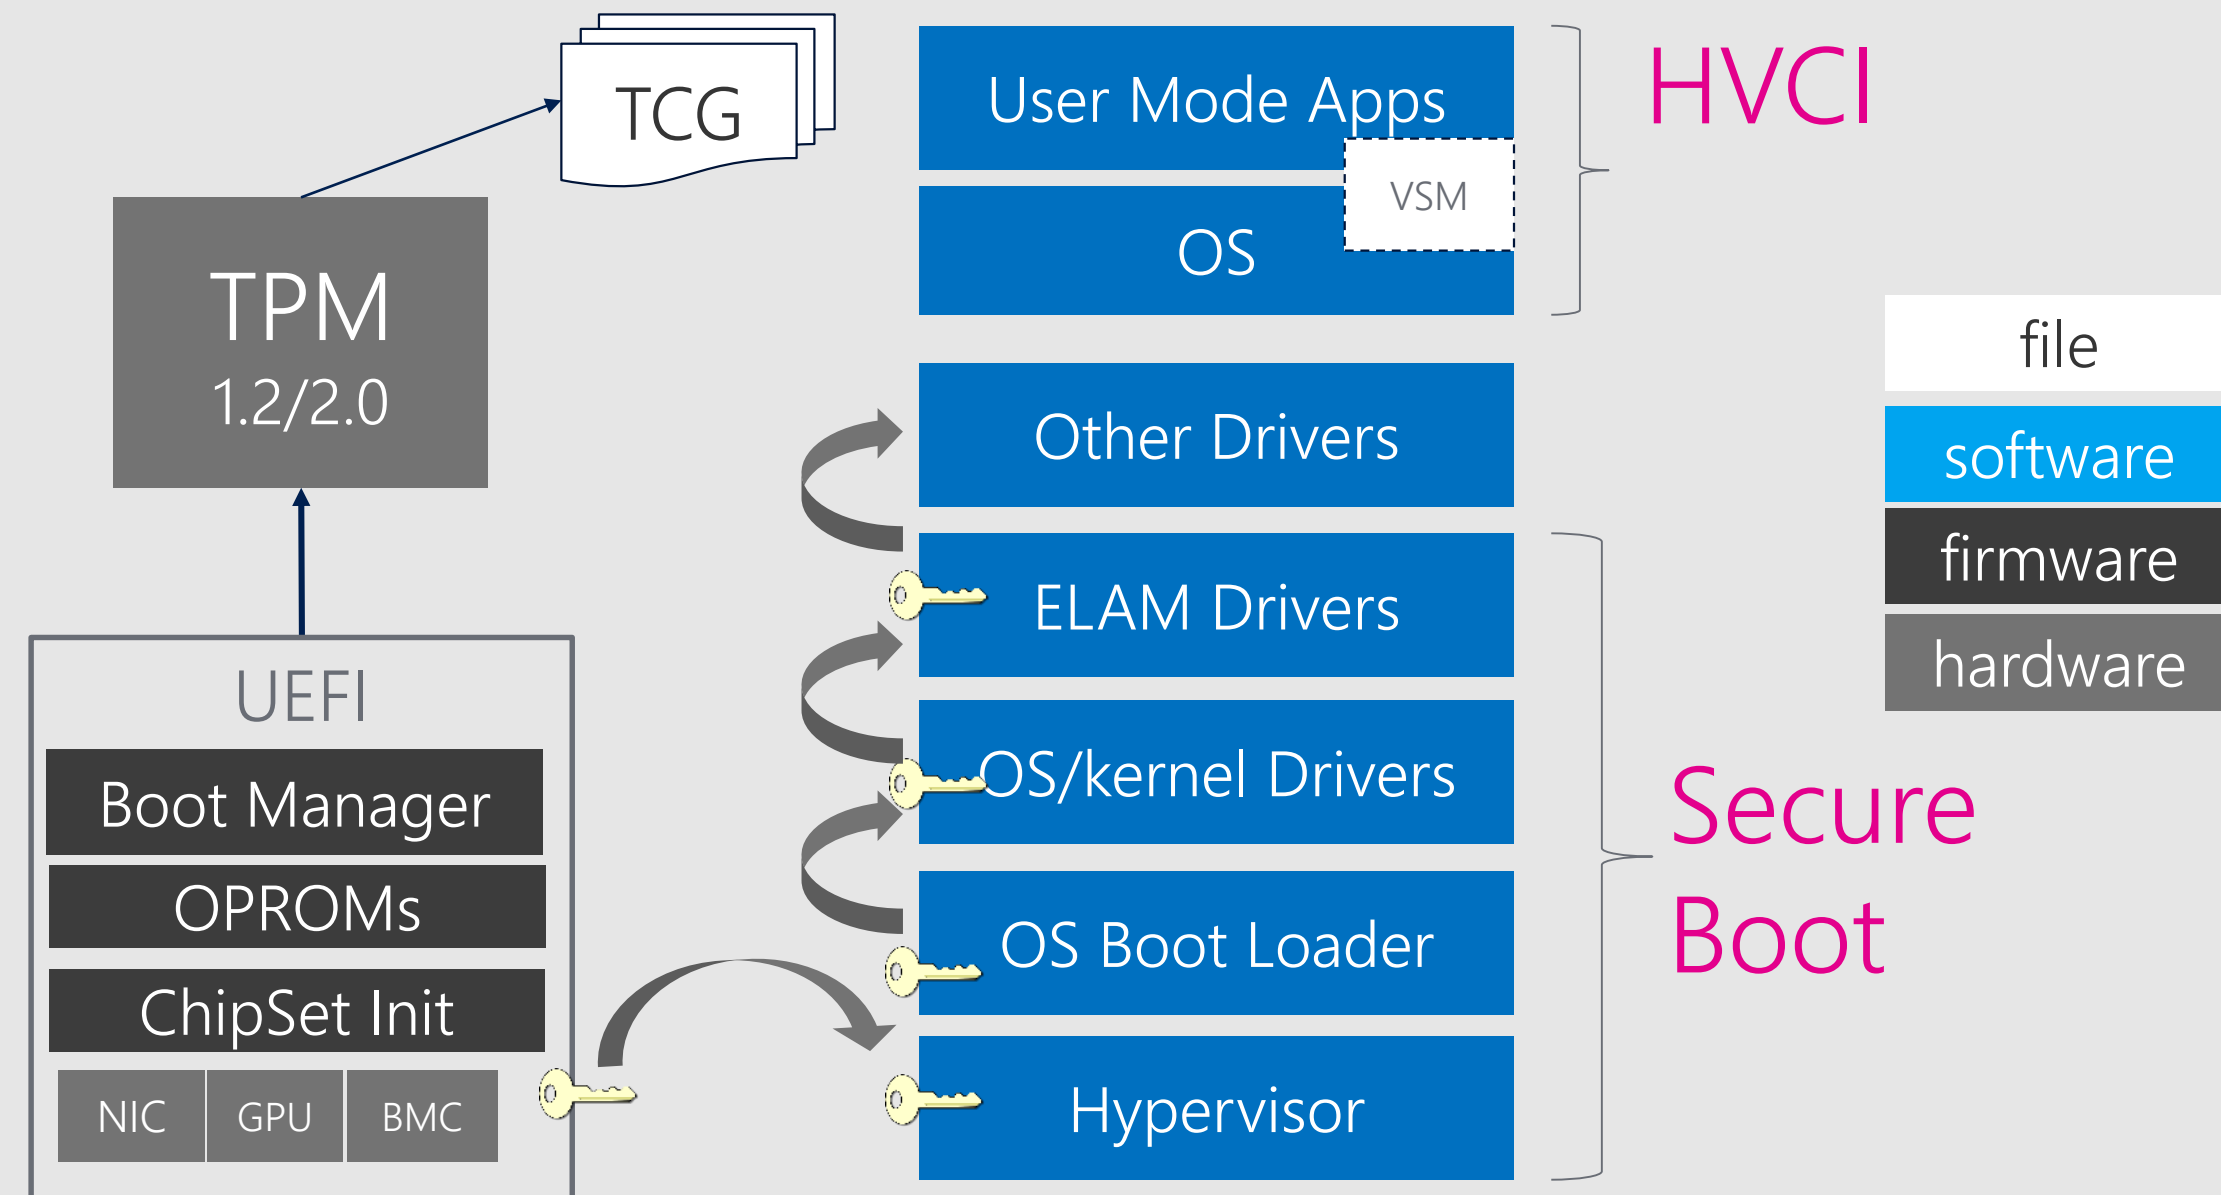 TCG
TPM
1.2/2.0
UEFI
Boot Manager
OPROMs
ChipSet Init
NIC
GPU
BMC
User Mode Apps
VSM
OS
Other Drivers
ELAM Drivers
OS/kernel Drivers
OS Boot Loader
Hypervisor
HVCI
Secure
Boot
file
software
firmware
hardware